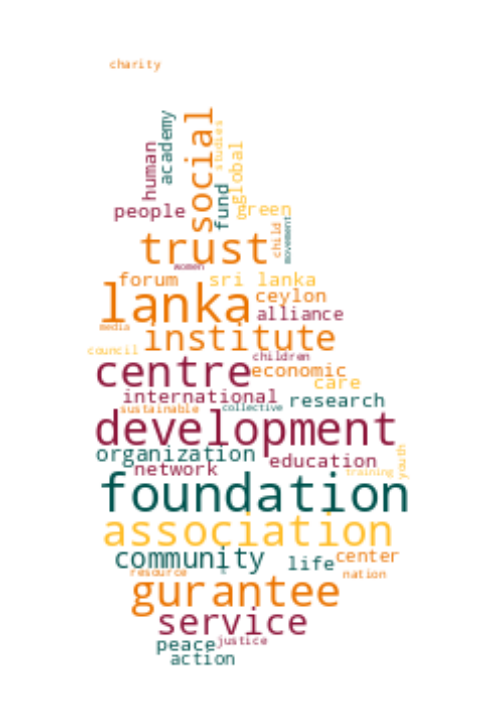 charity
social
academy
human
studies
global
fund
people
green
movement
child
trust
women
forum
sri lanka
lanka
ceylon
alliance
media
institute
council
children
centre
economic
care
international
research
sustainable
collective
development
organization
education
youth
network
training
foundation
association
community
life
center
resource
nation
gurantee
service
justice
peace
action